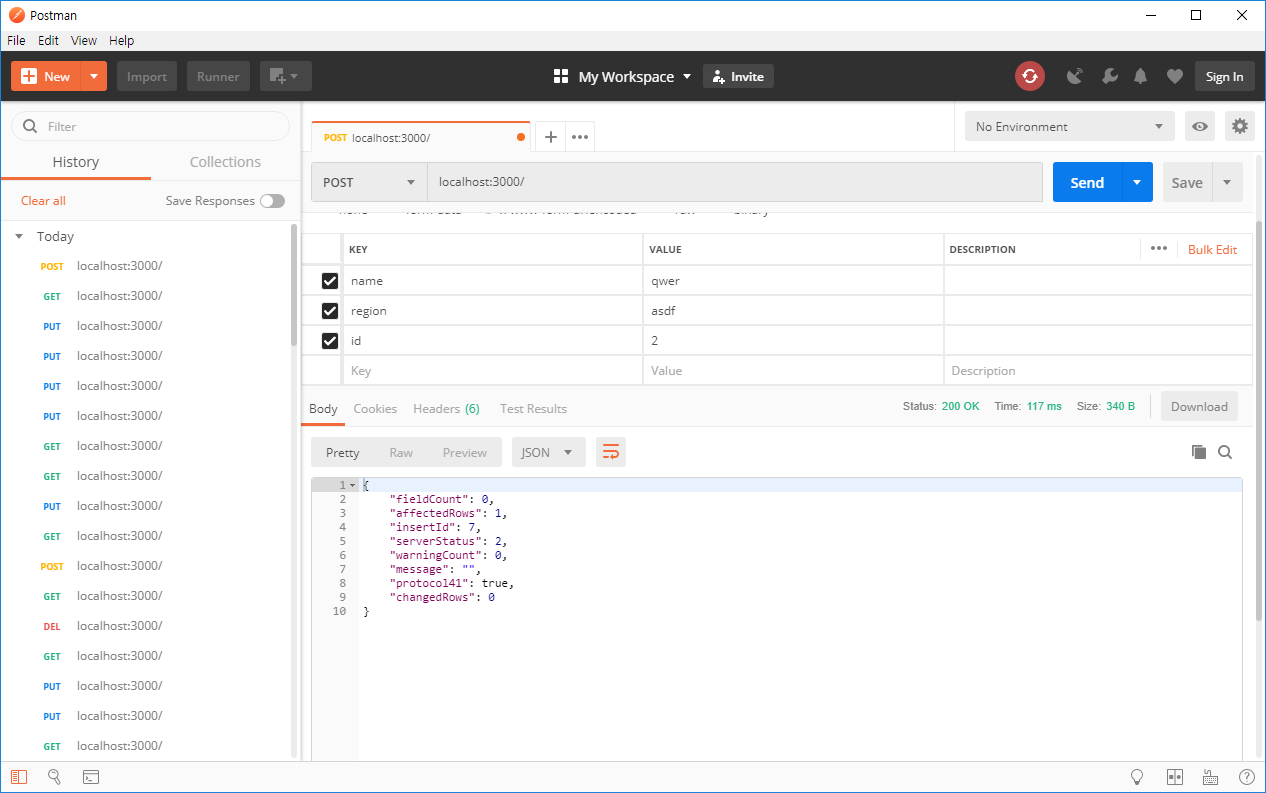 Postman
File Edit View Help
New Import Runner My Workspace Invite Sign In
Filter
History Collections
Clear all Save Responses
Today
POST localhost:3000/
GET localhost:3000/
PUT localhost:3000/
PUT localhost:3000/
PUT localhost:3000/
PUT localhost:3000/
GET localhost:3000/
GET localhost:3000/
PUT localhost:3000/
GET localhost:3000/
POST localhost:3000/
GET localhost:3000/
DEL localhost:3000/
GET localhost:3000/
PUT localhost:3000/
PUT localhost:3000/
GET localhost:3000/
POST localhost:3000/
No Environment
POST localhost:3000/ Send Save
KEY VALUE DESCRIPTION Bulk Edit
name qwer
region asdf
id 2
Key Value Description
Body Cookies Headers (6) Test Results Status: 200 OK Time: 117 ms Size: 340 B Download
Pretty Raw Preview JSON
1 {
2 "fieldCount": 0,
3 "affectedRows": 1,
4 "insertId": 7,
5 "serverStatus": 2,
6 "warningCount": 0,
7 "message": "",
8 "protocol41": true,
9 "changedRows": 0
10 }